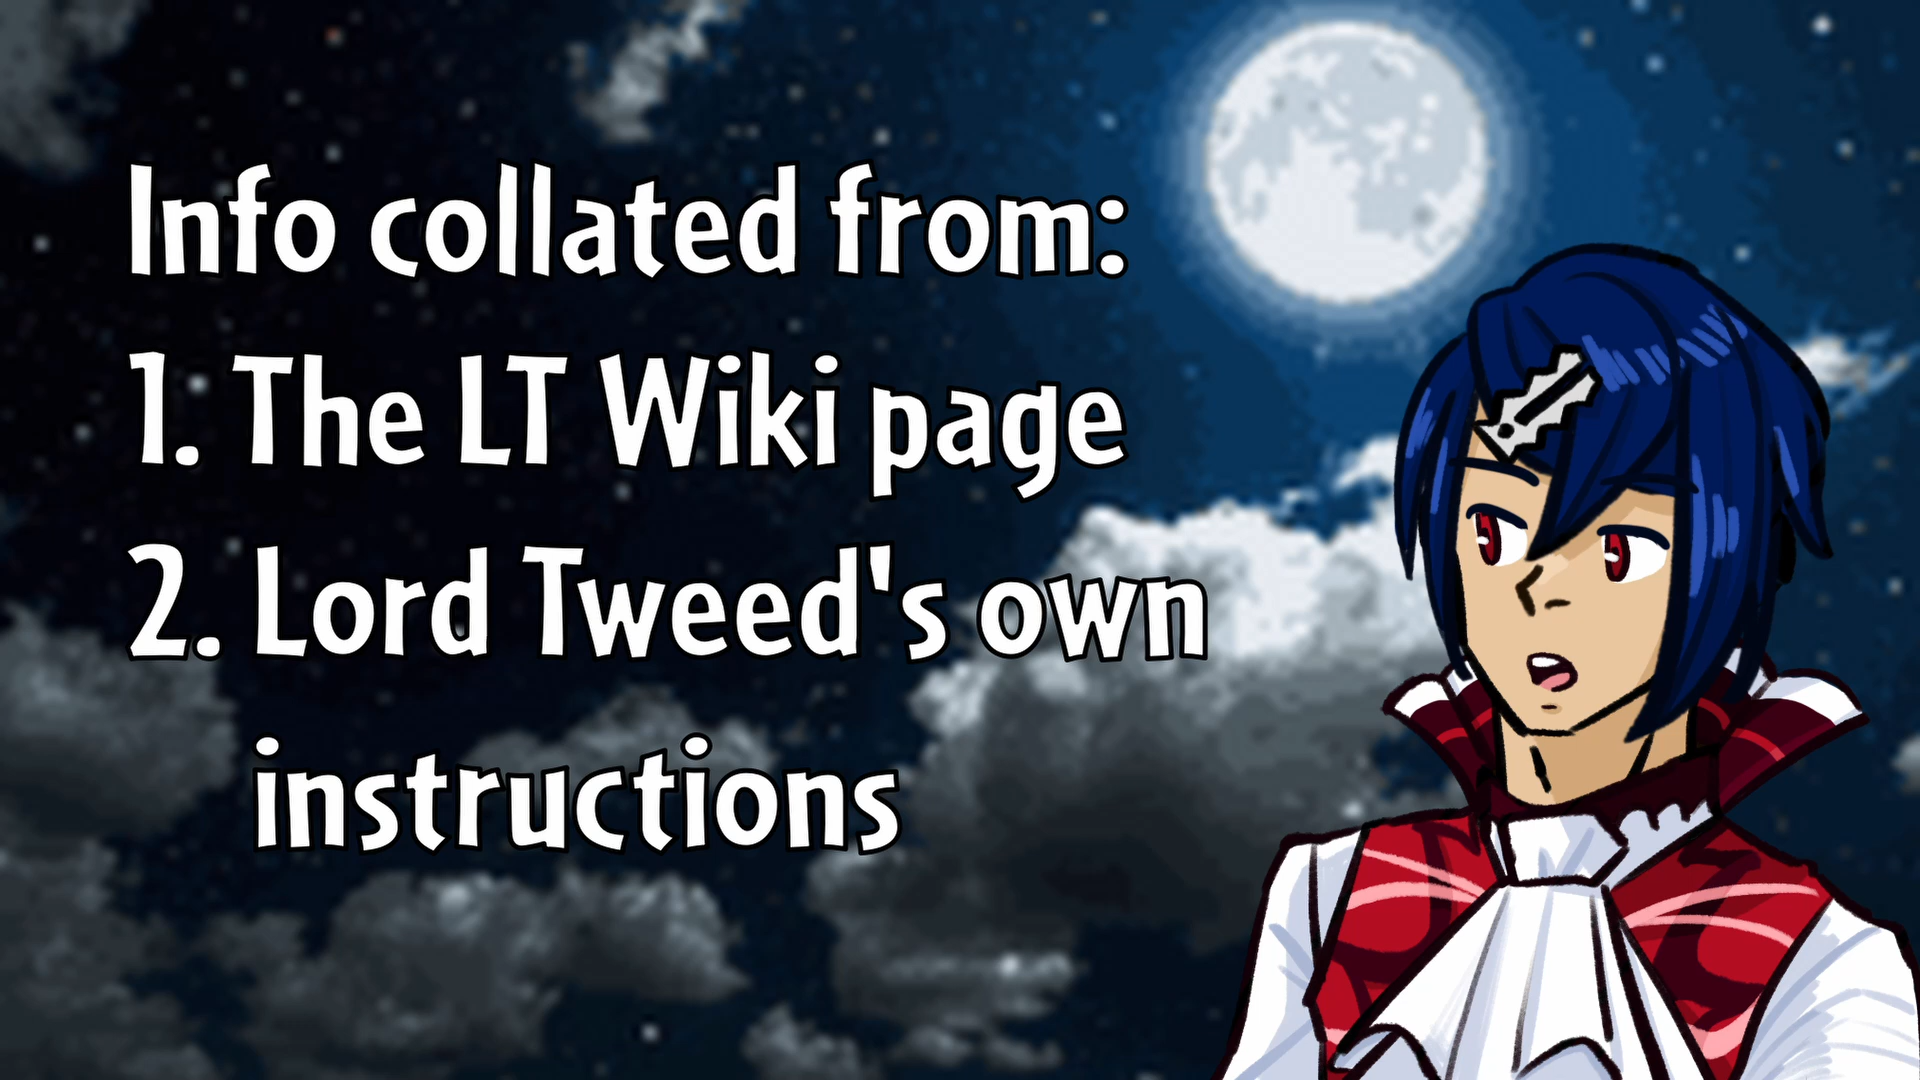 Info collated from:
1. The LT Wiki page
2. Lord Tweed's own
instructions